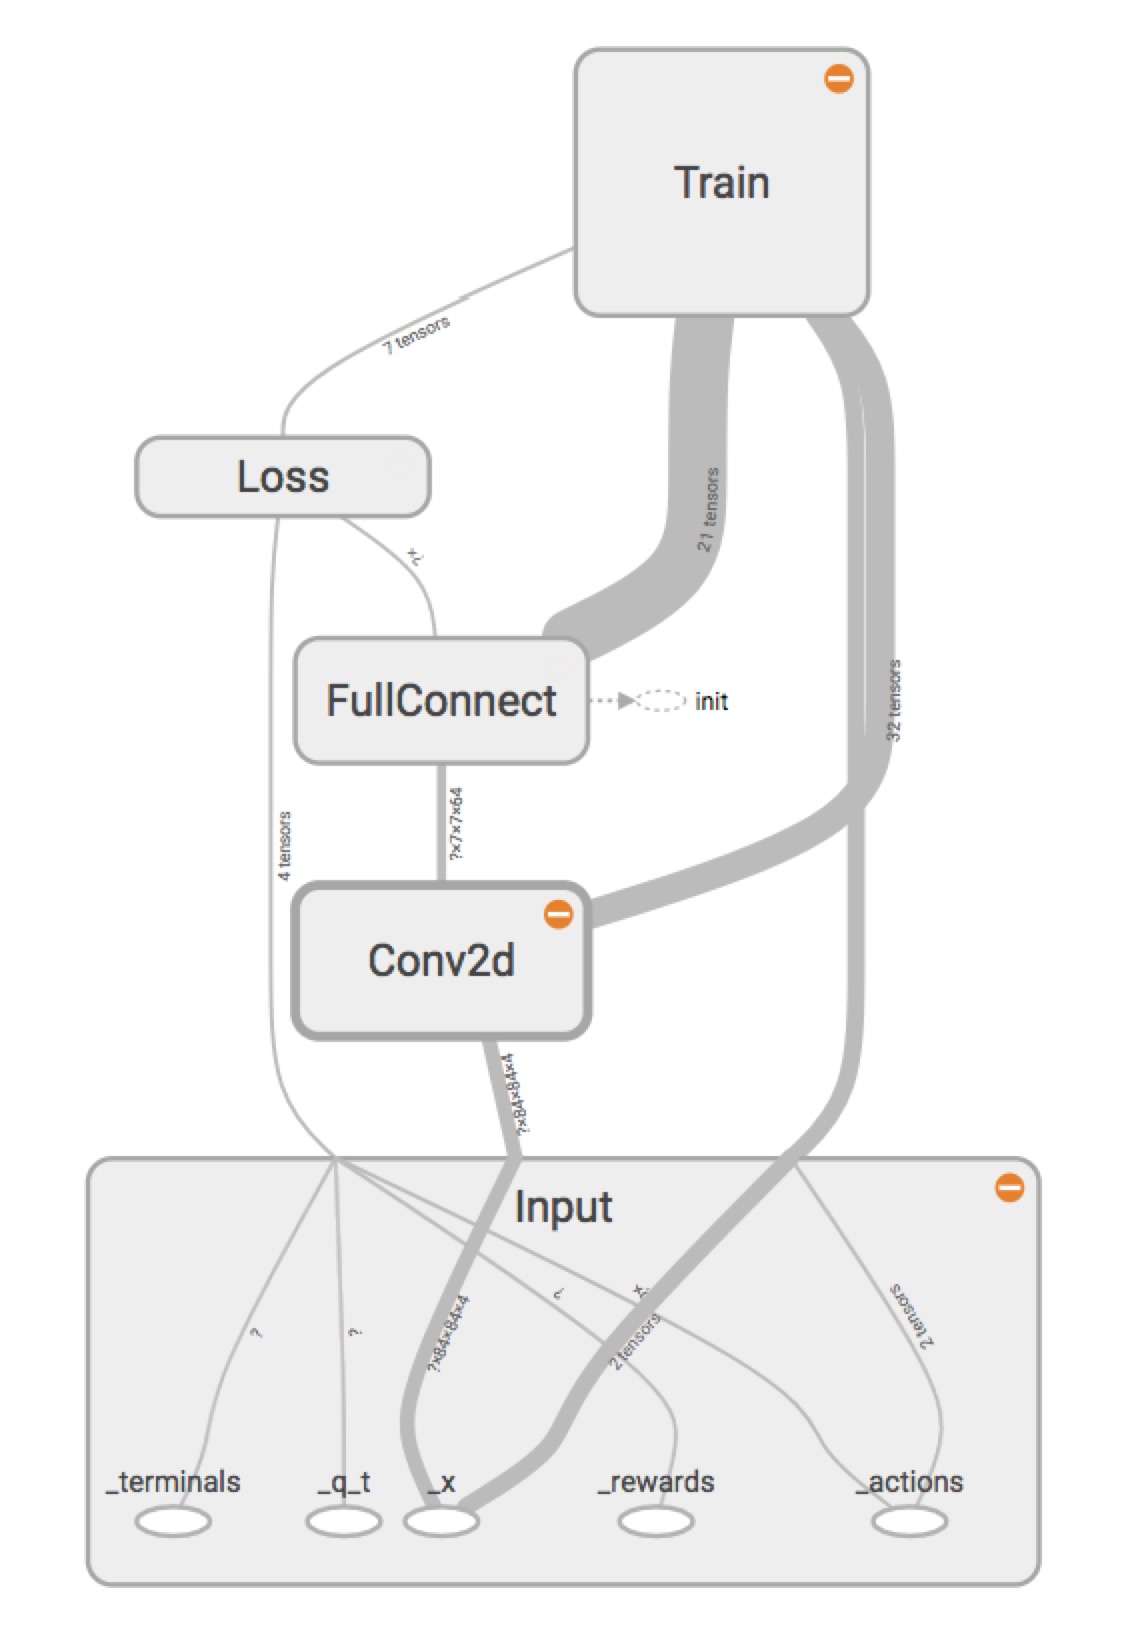 Train
7 tensors
Loss
21 tensors
FullConnect
init
32 tensors
?×7×7×64
4 tensors
Conv2d
?×84×84×4
Input
?
?
?×84×84×4
?
2 tensors
2 tensors
_terminals
_q_t
_x
_rewards
_actions